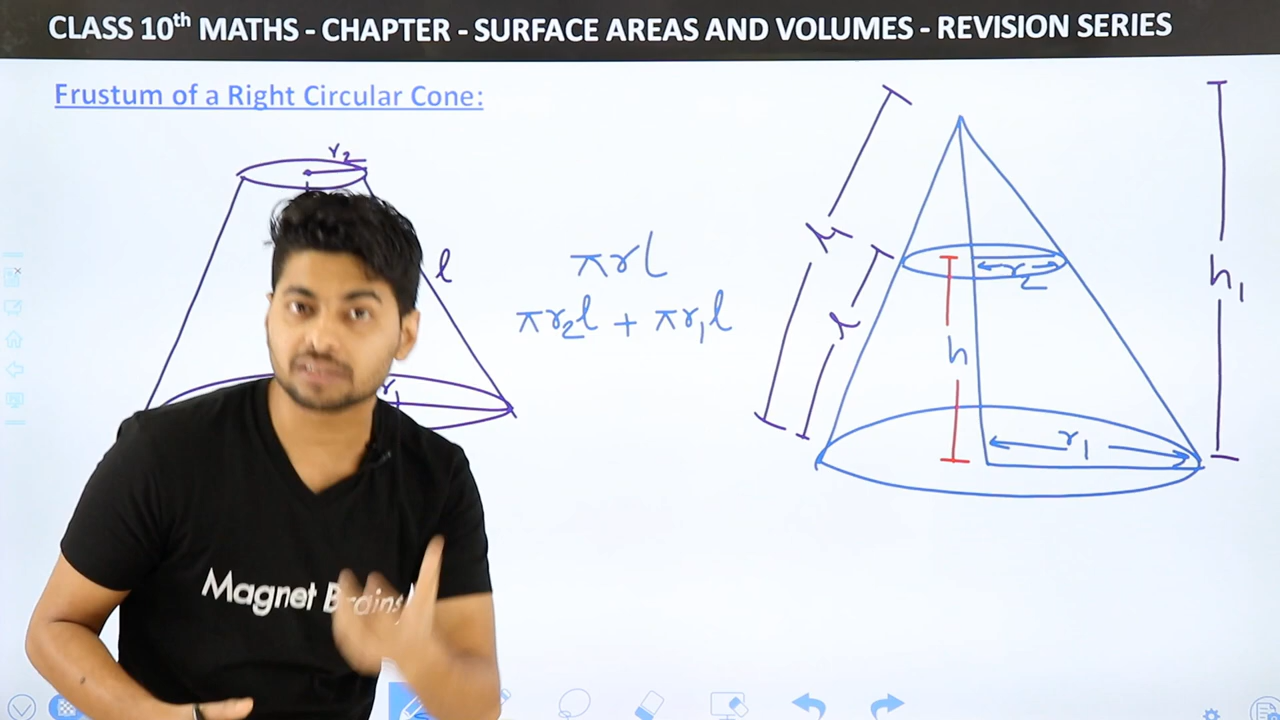 CLASS 10th MATHS - CHAPTER - SURFACE AREAS AND VOLUMES - REVISION SERIES
Frustum of a Right Circular Cone:
r2
l
r1
πrl
πr2l + πr1l
r2
h
r1
h1
l
Magnet Brains